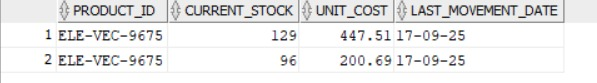 PRODUCT_ID CURRENT_STOCK UNIT_COST LAST_MOVEMENT_DATE
1 ELE-VEC-9675 129 447.51 17-09-25
2 ELE-VEC-9675 96 200.69 17-09-25